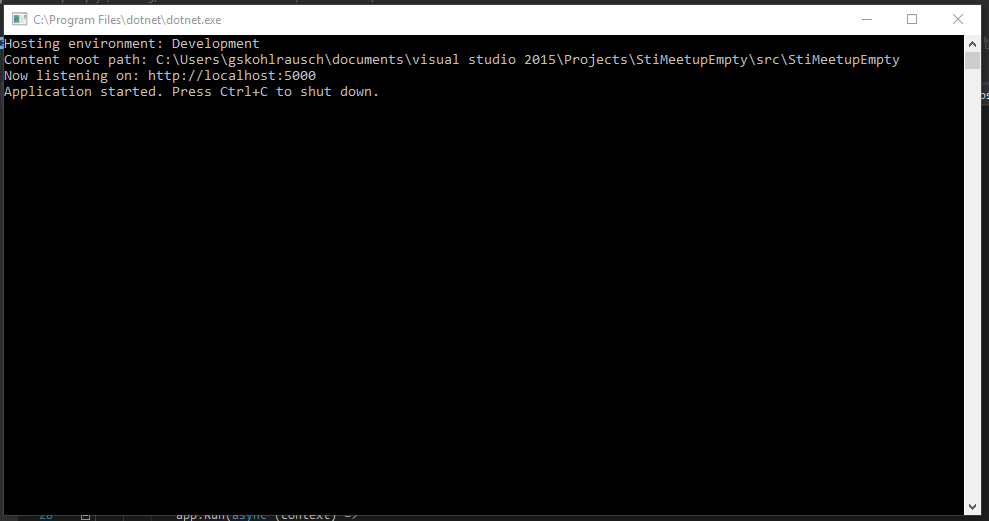 C:\Program Files\dotnet\dotnet.exe
Hosting environment: Development
Content root path: C:\Users\gskohlrausch\documents\visual studio 2015\Projects\StiMeetupEmpty\src\StiMeetupEmpty
Now listening on: http://localhost:5000
Application started. Press Ctrl+C to shut down.
app.Run(async (context) =>